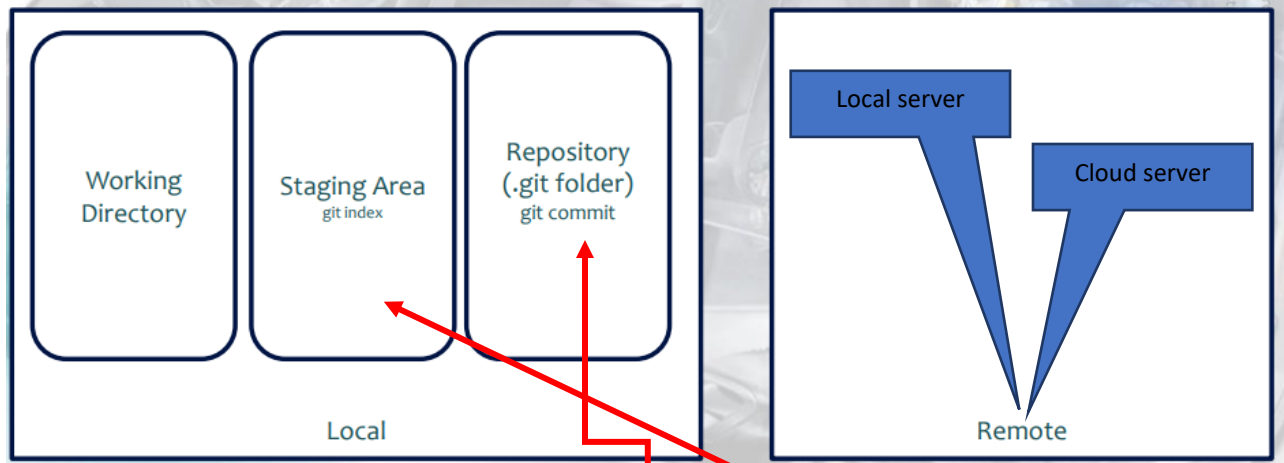 Working
Directory
Staging Area
git index
Repository
(.git folder)
git commit
Local
Local server
Cloud server
Remote